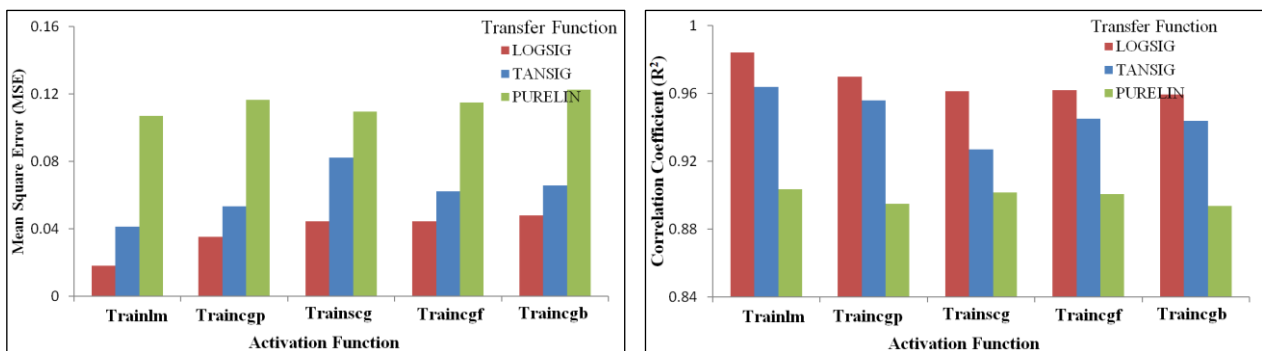 0.16
0.12
0.08
0.04
0
Mean Square Error (MSE)
Transfer Function
LOGSIG
TANSIG
PURELIN
Trainlm Traincgp Trainscg Traincgf Traincgb
Activation Function
1
0.96
0.92
0.88
0.84
Correlation Coefficient (R²)
Transfer Function
LOGSIG
TANSIG
PURELIN
Trainlm Traincgp Trainscg Traincgf Traincgb
Activation Function